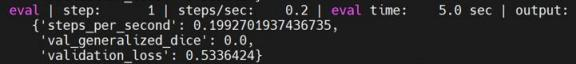 eval | step: 1 | steps/sec: 0.2 | eval time: 5.0 sec | output:
{'steps_per_second': 0.1992701937436735,
'val_generalized_dice': 0.0,
'validation_loss': 0.5336424}